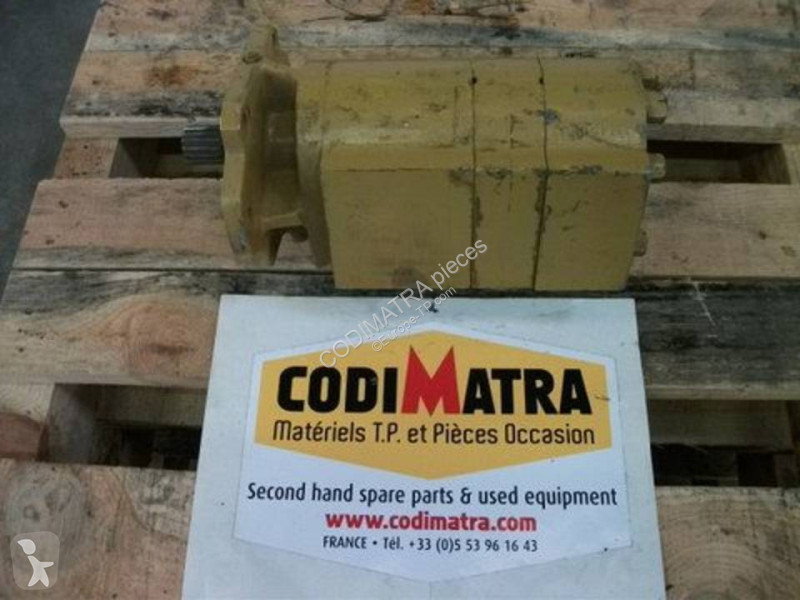 CODIMATRA pieces
CODIMATRA
Matériels T.P. et Pièces Occasion
Second hand spare parts & used equipment
www.codimatra.com
FRANCE • Tél. +33 (0)5 53 96 16 43